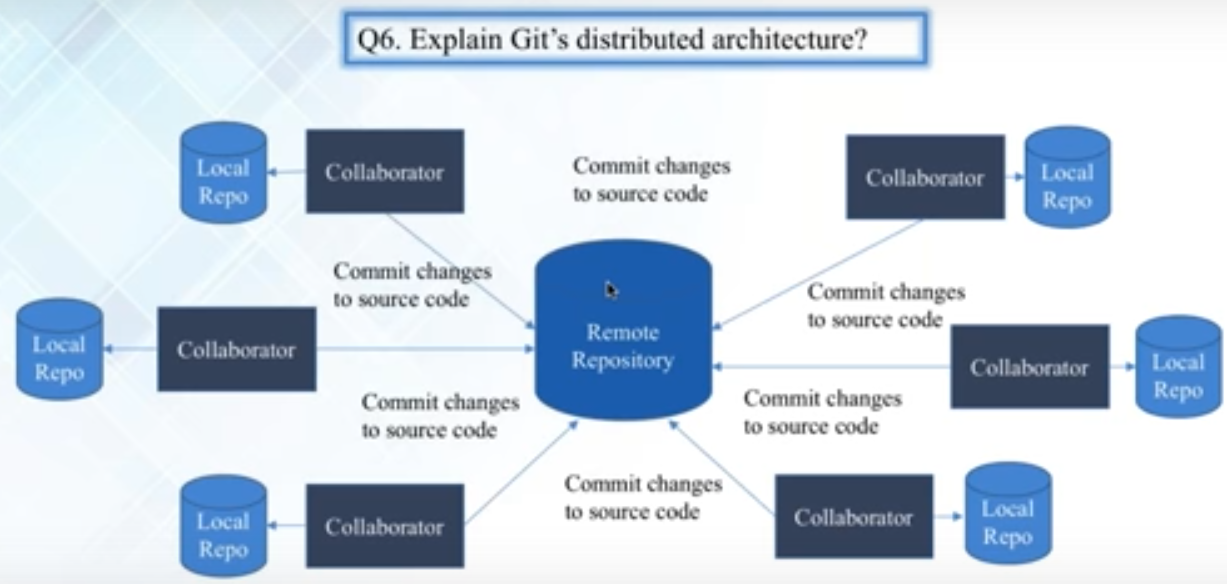 Q6. Explain Git's distributed architecture?
Local
Repo
Collaborator
Commit changes
to source code
Collaborator
Local
Repo
Commit changes
to source code
Commit changes
to source code
Local
Repo
Collaborator
Remote
Repository
Collaborator
Local
Repo
Commit changes
to source code
Commit changes
to source code
Local
Repo
Collaborator
Commit changes
to source code
Collaborator
Local
Repo